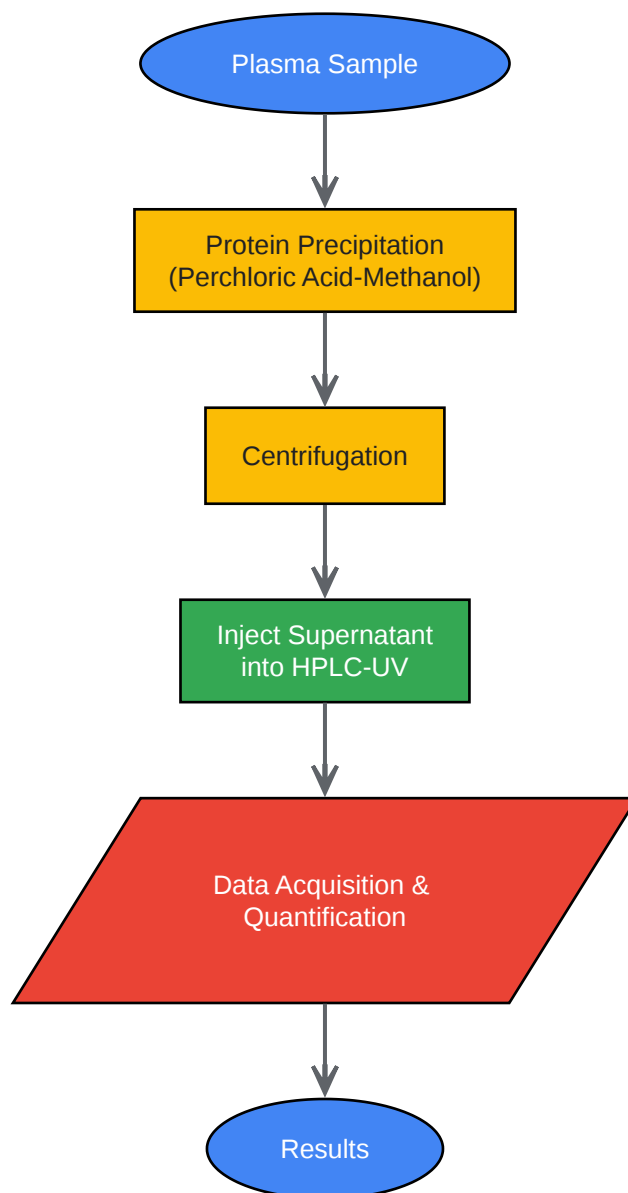 Plasma Sample
Protein Precipitation
(Perchloric Acid-Methanol)
Centrifugation
Inject Supernatant
into HPLC-UV
Data Acquisition &
Quantification
Results